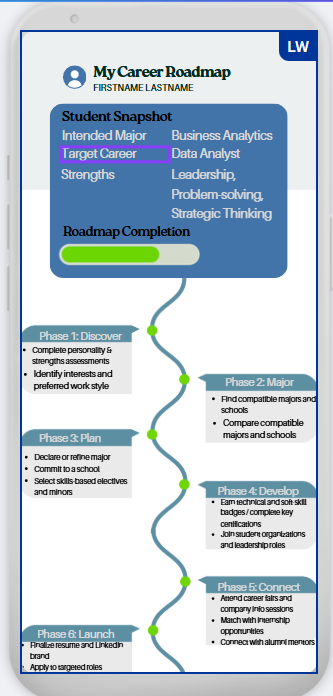 LW
My Career Roadmap
FIRSTNAME LASTNAME
Student Snapshot
Intended Major Business Analytics
Target Career Data Analyst
Strengths Leadership,
Problem-solving,
Strategic Thinking
Roadmap Completion
Phase 1: Discover
• Complete personality &
strengths assessments
• Identify interests and
preferred work style
Phase 2: Major
• Find compatible majors and
schools
• Compare compatible
majors and schools
Phase 3: Plan
• Declare or refine major
• Commit to a school
• Select skills-based electives
and minors
Phase 4: Develop
• Earn technical and soft skill
badges / complete key
certifications
• Join student organizations
and leadership roles
Phase 5: Connect
• Attend career fairs and
company info sessions
• Match with internship
opportunities
• Connect with alumni mentors
Phase 6: Launch
• Finalize resume and LinkedIn
brand
• Apply to targeted roles